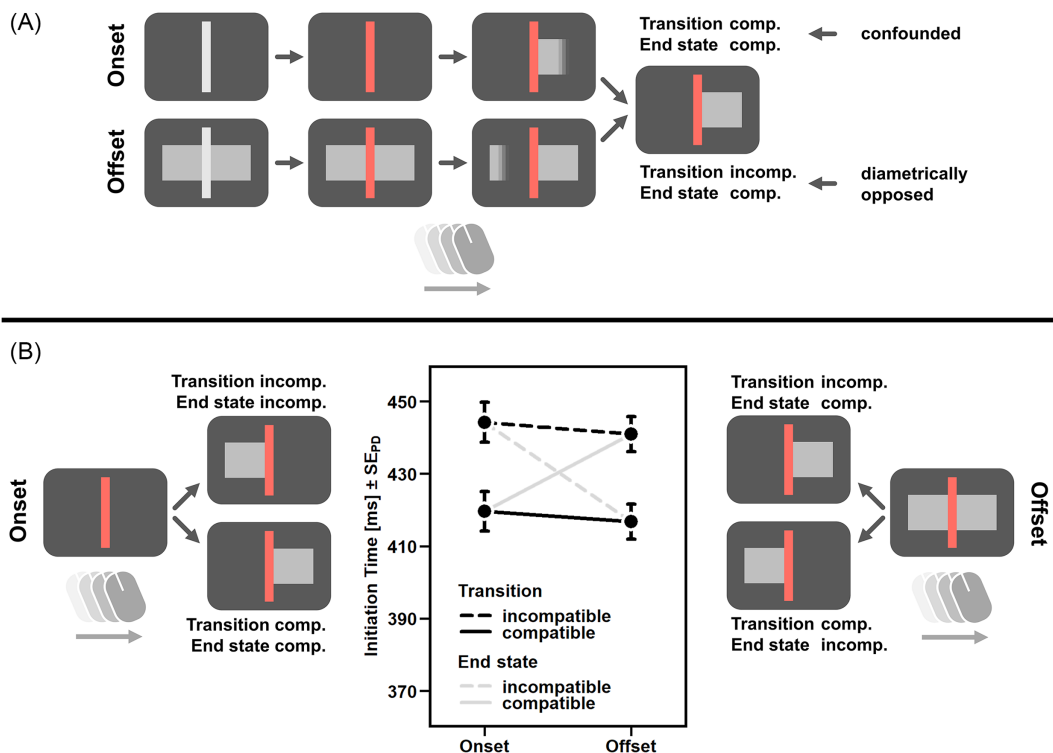 (A)
Onset
Transition comp.
End state comp.
confounded
Offset
Transition incomp.
End state comp.
diametrically
opposed
(B)
Onset
Transition incomp.
End state incomp.
Transition comp.
End state comp.
Initiation Time [ms] ± SEPD
450
430
410
390
370
Transition
incompatible
compatible
End state
incompatible
compatible
Onset
Offset
Transition incomp.
End state comp.
Transition comp.
End state incomp.
Offset